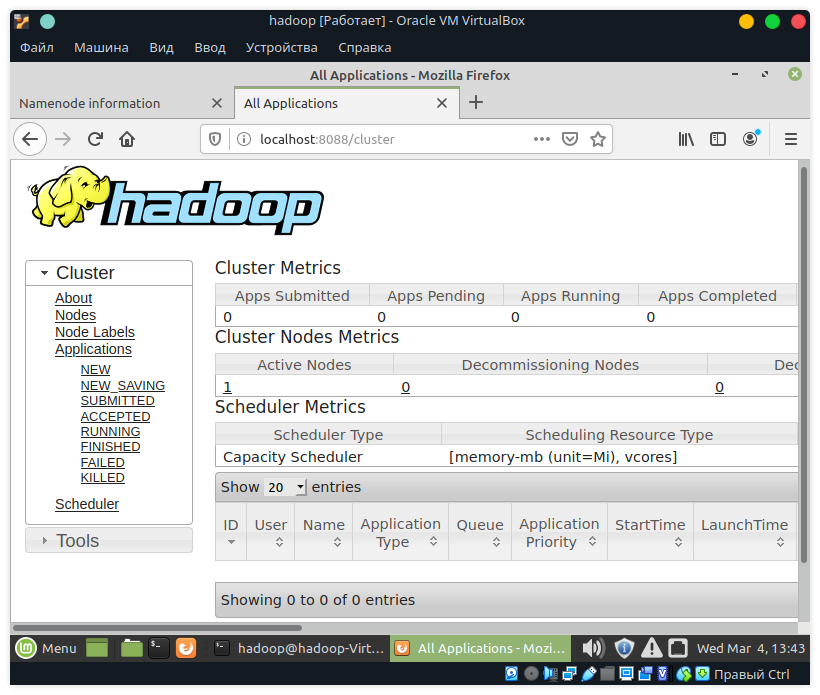 hadoop [Работает] - Oracle VM VirtualBox
Файл Машина Вид Ввод Устройства Справка
All Applications - Mozilla Firefox
Namenode information All Applications
localhost:8088/cluster
hadoop
Cluster
About
Nodes
Node Labels
Applications
NEW
NEW_SAVING
SUBMITTED
ACCEPTED
RUNNING
FINISHED
FAILED
KILLED
Scheduler
Tools
Cluster Metrics
Apps Submitted Apps Pending Apps Running Apps Completed
0 0 0 0
Cluster Nodes Metrics
Active Nodes Decommissioning Nodes Dec
1 0 0
Scheduler Metrics
Scheduler Type Scheduling Resource Type
Capacity Scheduler [memory-mb (unit=Mi), vcores]
Show 20 entries
ID User Name Application Type Queue Application Priority StartTime LaunchTime
Showing 0 to 0 of 0 entries
Menu hadoop@hadoop-Virt... All Applications - Mozi... Wed Mar 4, 13:43
Правый Ctrl